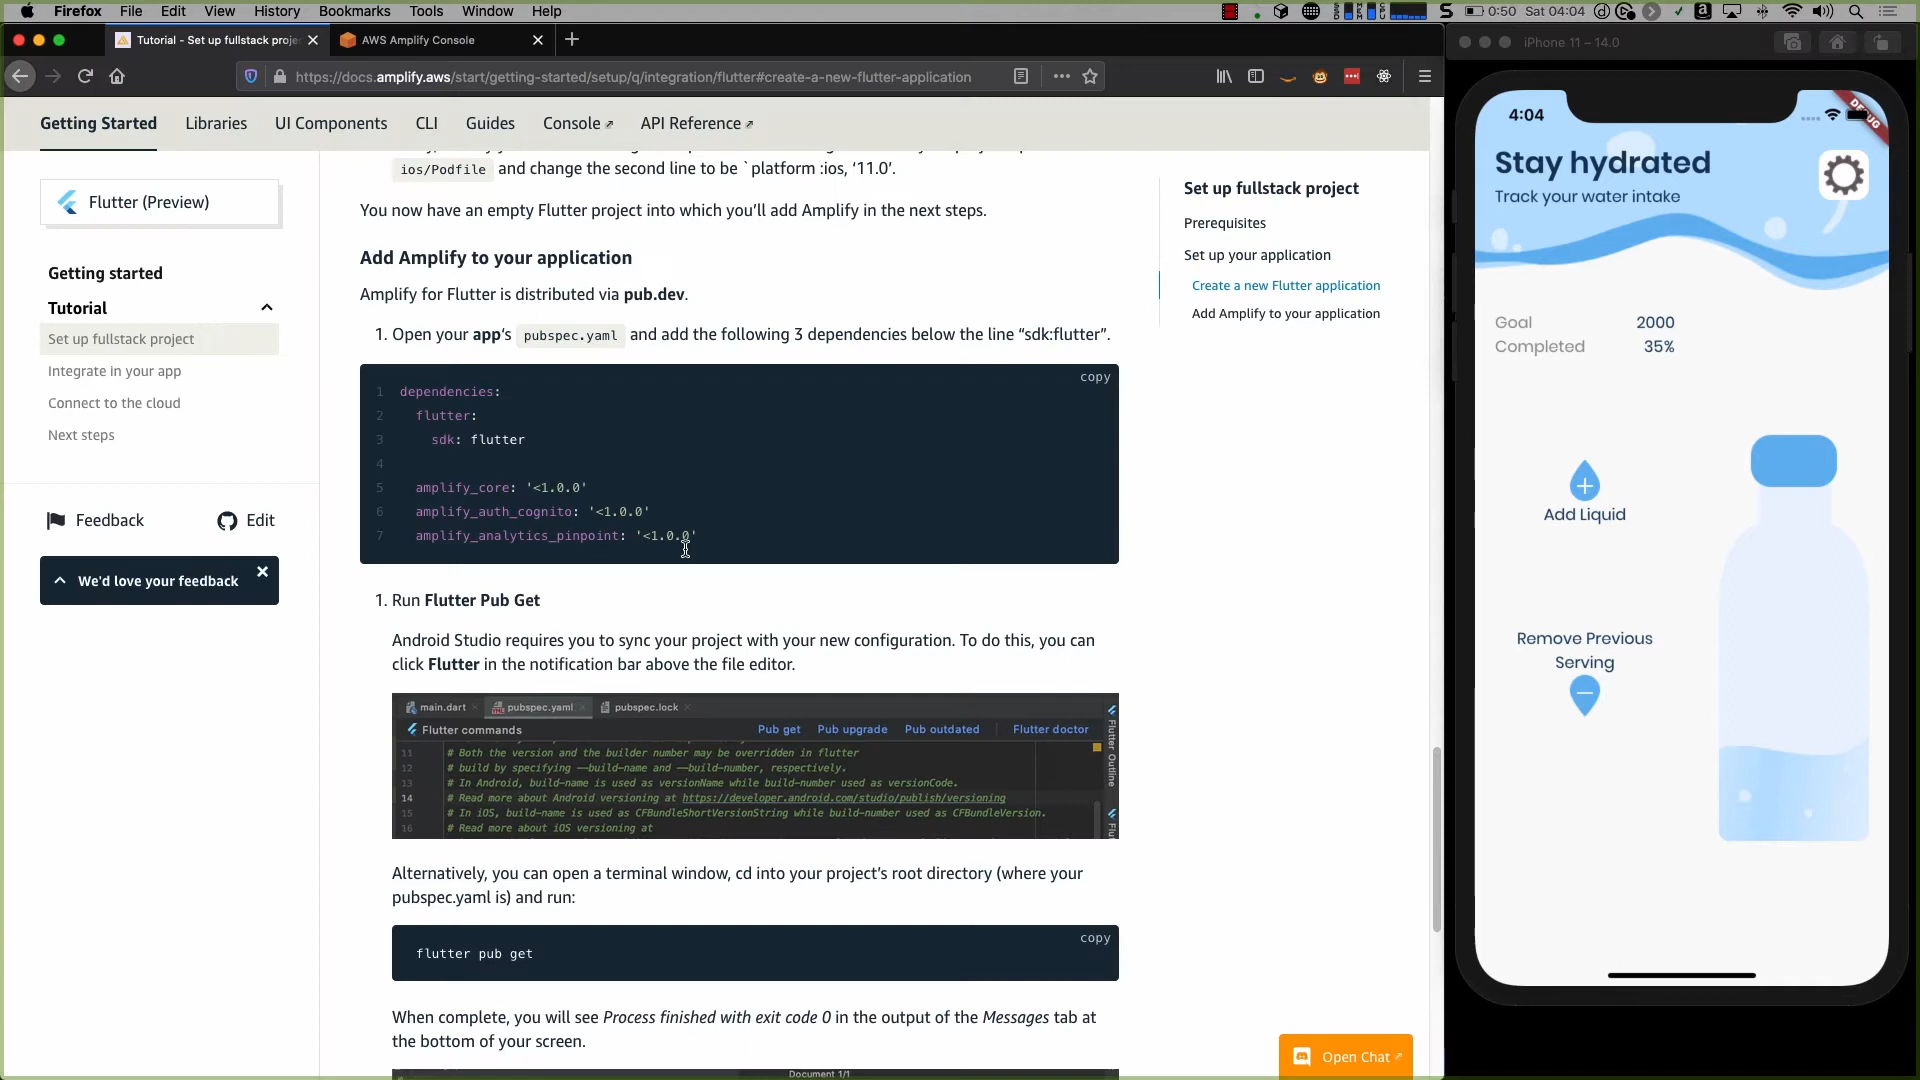 Firefox File Edit View History Bookmarks Tools Window Help
0:50 Sat 04:04
Tutorial - Set up fullstack proje
AWS Amplify Console
https://docs.amplify.aws/start/getting-started/setup/q/integration/flutter#create-a-new-flutter-application
Getting Started Libraries UI Components CLI Guides Console API Reference
Flutter (Preview)
Getting started
Tutorial
Set up fullstack project
Integrate in your app
Connect to the cloud
Next steps
Feedback Edit
We'd love your feedback
ios/Podfile and change the second line to be `platform :ios, ‘11.0’.
You now have an empty Flutter project into which you’ll add Amplify in the next steps.
Add Amplify to your application
Amplify for Flutter is distributed via pub.dev.
1. Open your app’s pubspec.yaml and add the following 3 dependencies below the line “sdk:flutter”.
copy
1 dependencies:
2 flutter:
3 sdk: flutter
4
5 amplify_core: '<1.0.0'
6 amplify_auth_cognito: '<1.0.0'
7 amplify_analytics_pinpoint: '<1.0.0'
1. Run Flutter Pub Get
Android Studio requires you to sync your project with your new configuration. To do this, you can
click Flutter in the notification bar above the file editor.
main.dart pubspec.yaml pubspec.lock
Flutter commands Pub get Pub upgrade Pub outdated Flutter doctor
11 # Both the version and the builder number may be overridden in flutter
12 # build by specifying --build-name and --build-number, respectively.
13 # In Android, build-name is used as versionName while build-number used as versionCode.
14 # Read more about Android versioning at https://developer.android.com/studio/publish/versioning
15 # In iOS, build-name is used as CFBundleShortVersionString while build-number used as CFBundleVersion.
16 # Read more about iOS versioning at
Flutter Outline
Flu
Alternatively, you can open a terminal window, cd into your project’s root directory (where your
pubspec.yaml is) and run:
copy
flutter pub get
When complete, you will see Process finished with exit code 0 in the output of the Messages tab at
the bottom of your screen.
Document 1/1
Set up fullstack project
Prerequisites
Set up your application
Create a new Flutter application
Add Amplify to your application
Open Chat
iPhone 11 – 14.0
4:04
Stay hydrated
Track your water intake
Goal 2000
Completed 35%
Add Liquid
Remove Previous
Serving